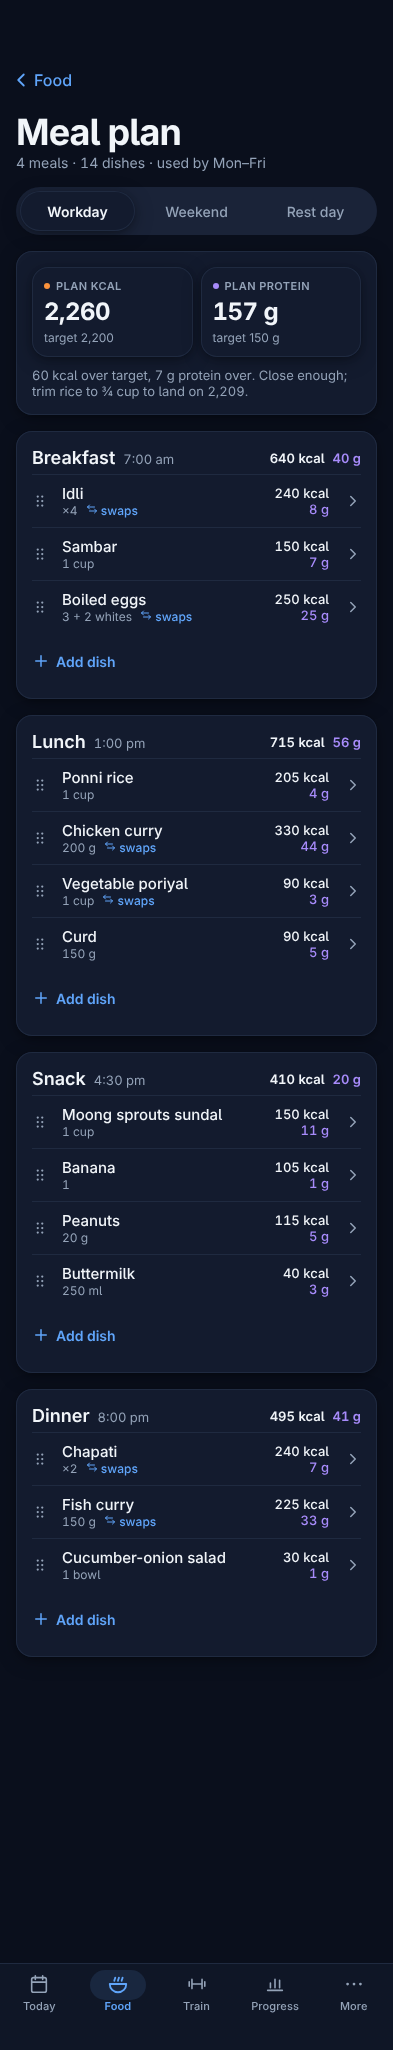 Food
Meal plan
4 meals · 14 dishes · used by Mon–Fri
Workday Weekend Rest day
PLAN KCAL PLAN PROTEIN
2,260 157 g
target 2,200 target 150 g
60 kcal over target, 7 g protein over. Close enough;
trim rice to ¾ cup to land on 2,209.
Breakfast 7:00 am 640 kcal 40 g
Idli 240 kcal
×4 swaps 8 g
Sambar 150 kcal
1 cup 7 g
Boiled eggs 250 kcal
3 + 2 whites swaps 25 g
+ Add dish
Lunch 1:00 pm 715 kcal 56 g
Ponni rice 205 kcal
1 cup 4 g
Chicken curry 330 kcal
200 g swaps 44 g
Vegetable poriyal 90 kcal
1 cup swaps 3 g
Curd 90 kcal
150 g 5 g
+ Add dish
Snack 4:30 pm 410 kcal 20 g
Moong sprouts sundal 150 kcal
1 cup 11 g
Banana 105 kcal
1 1 g
Peanuts 115 kcal
20 g 5 g
Buttermilk 40 kcal
250 ml 3 g
+ Add dish
Dinner 8:00 pm 495 kcal 41 g
Chapati 240 kcal
×2 swaps 7 g
Fish curry 225 kcal
150 g swaps 33 g
Cucumber-onion salad 30 kcal
1 bowl 1 g
+ Add dish
Today Food Train Progress More